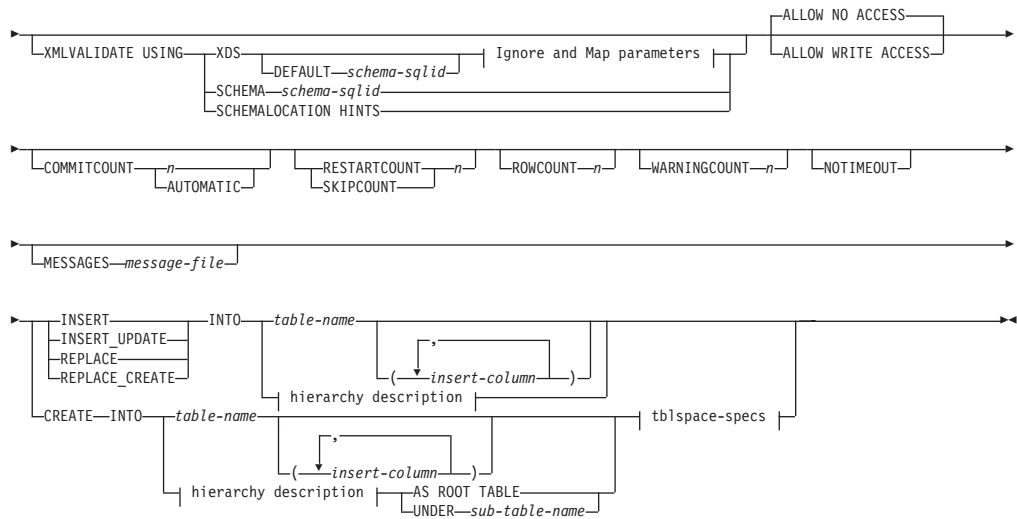 ALLOW NO ACCESS
XMLVALIDATE USING XDS Ignore and Map parameters ALLOW WRITE ACCESS
DEFAULT schema-sqlid
SCHEMA schema-sqlid
SCHEMALOCATION HINTS
COMMITCOUNT n RESTARTCOUNT n ROWCOUNT n WARNINGCOUNT n NOTIMEOUT
AUTOMATIC SKIPCOUNT
MESSAGES message-file
INSERT INTO table-name
INSERT_UPDATE ,
REPLACE ( insert-column )
REPLACE_CREATE
hierarchy description
CREATE INTO table-name tblspace-specs
,
( insert-column )
hierarchy description AS ROOT TABLE
UNDER sub-table-name